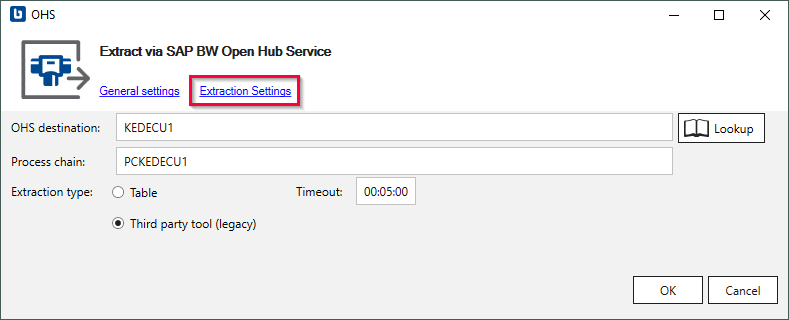 OHS
Extract via SAP BW Open Hub Service
General settings Extraction Settings
OHS destination: KEDECU1 Lookup
Process chain: PCKEDECU1
Extraction type: Table Timeout: 00:05:00
Third party tool (legacy)
OK Cancel